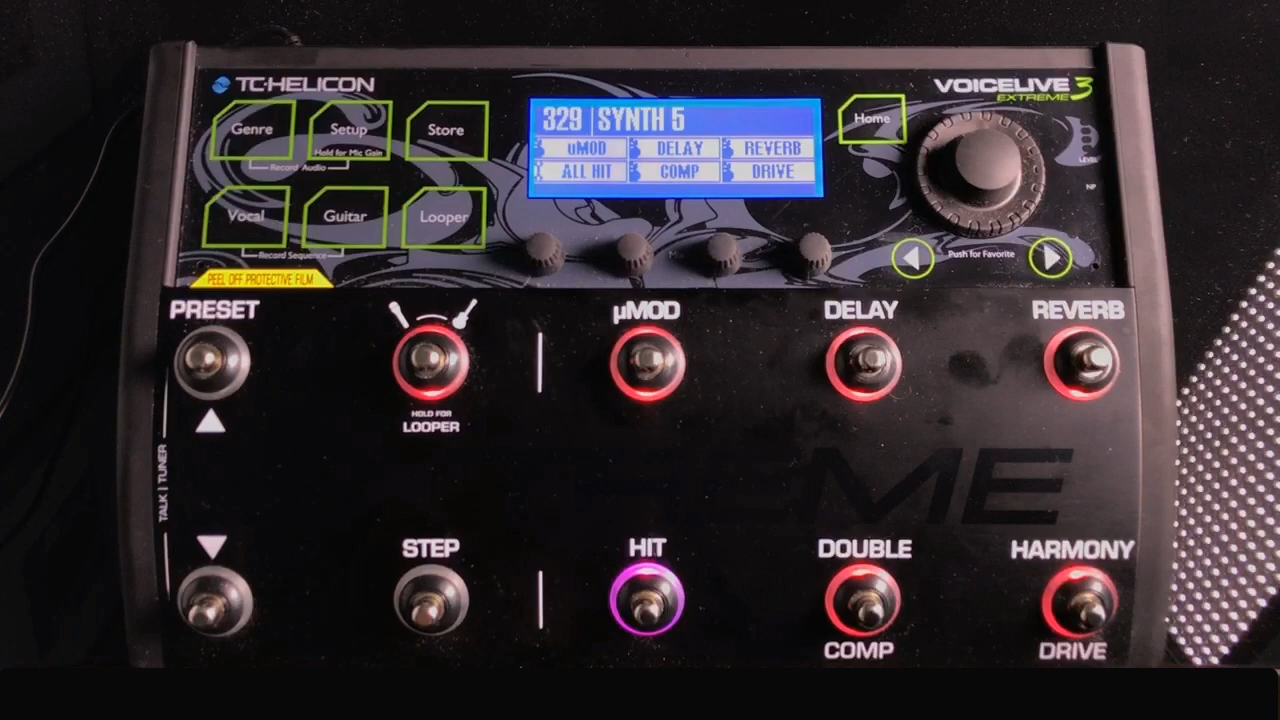 TC·HELICON
VOICELIVE 3
EXTREME
Genre
Setup
Hold for Mic Gain
Store
Record Audio
329 SYNTH 5
uMOD DELAY REVERB
ALL HIT COMP DRIVE
Home
LEVEL
Vocal
Guitar
Looper
Record Sequence
Push for Favorite
PEEL OFF PROTECTIVE FILM
PRESET
µMOD
DELAY
REVERB
HOLD FOR
LOOPER
TALK | TUNER
STEP
HIT
DOUBLE
HARMONY
COMP
DRIVE